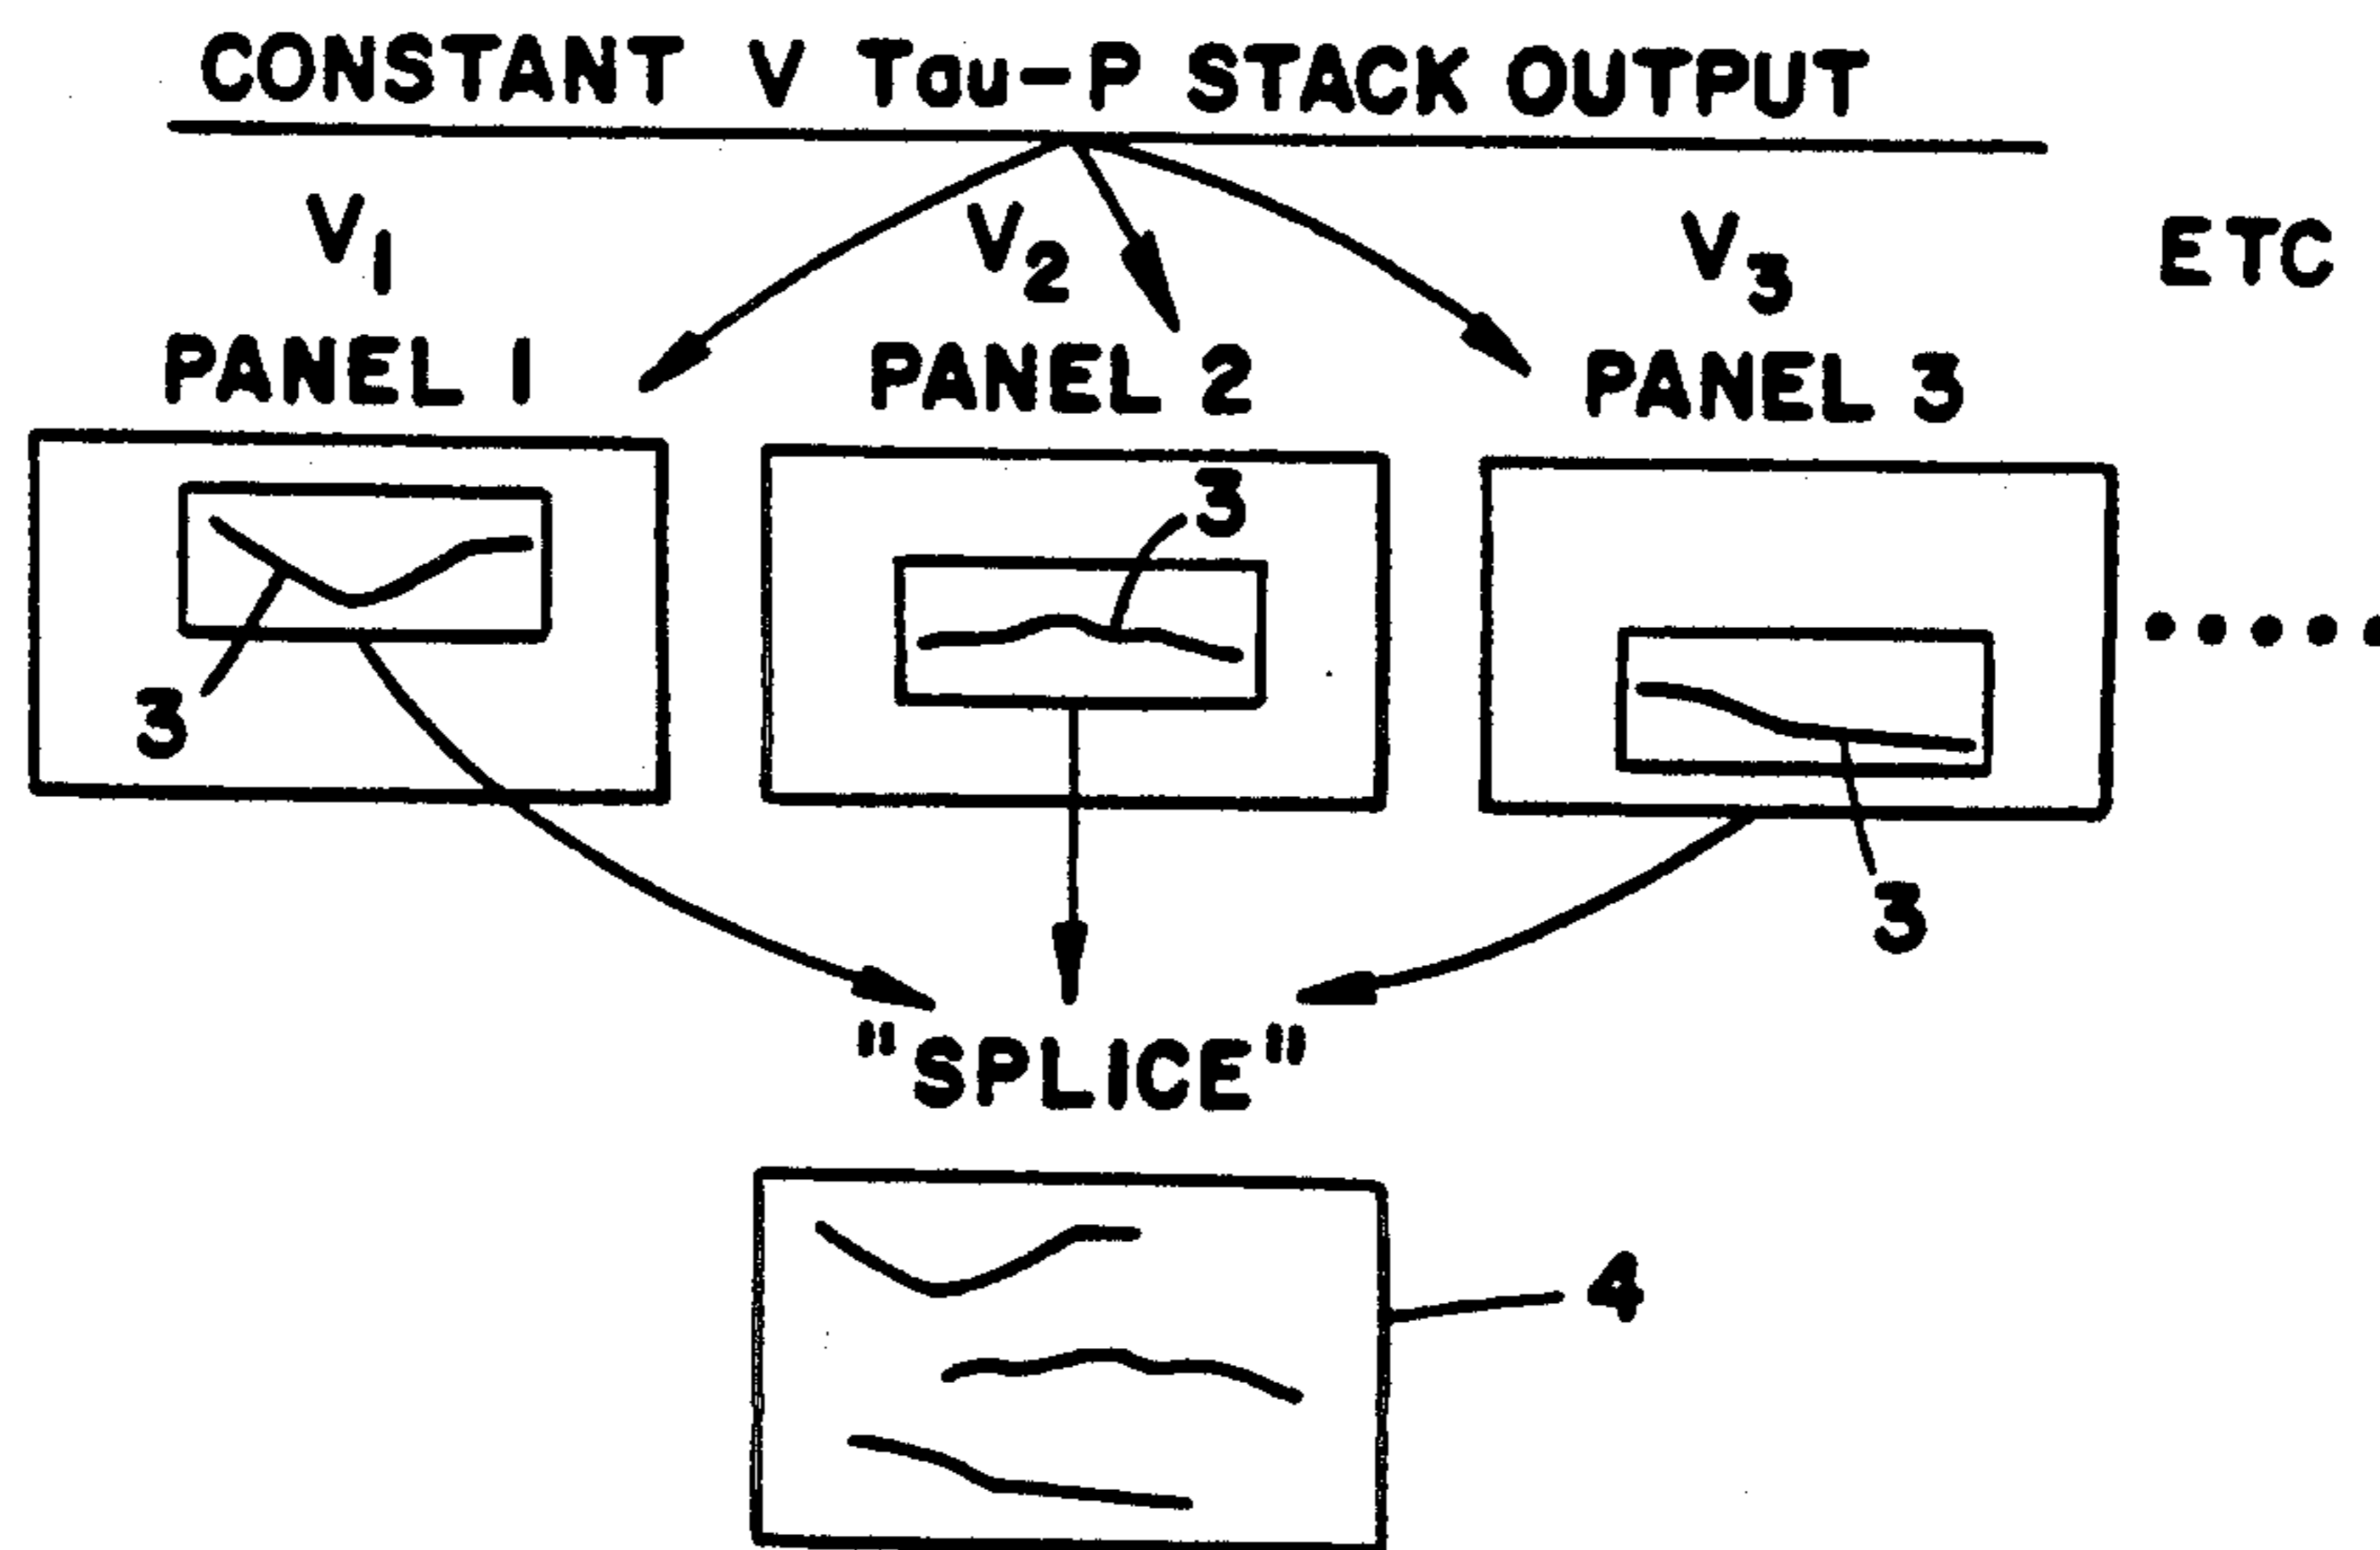 CONSTANT V Tau-P STACK OUTPUT
V1 V2 V3 ETC
PANEL 1 PANEL 2 PANEL 3
3
3
3
"SPLICE"
4